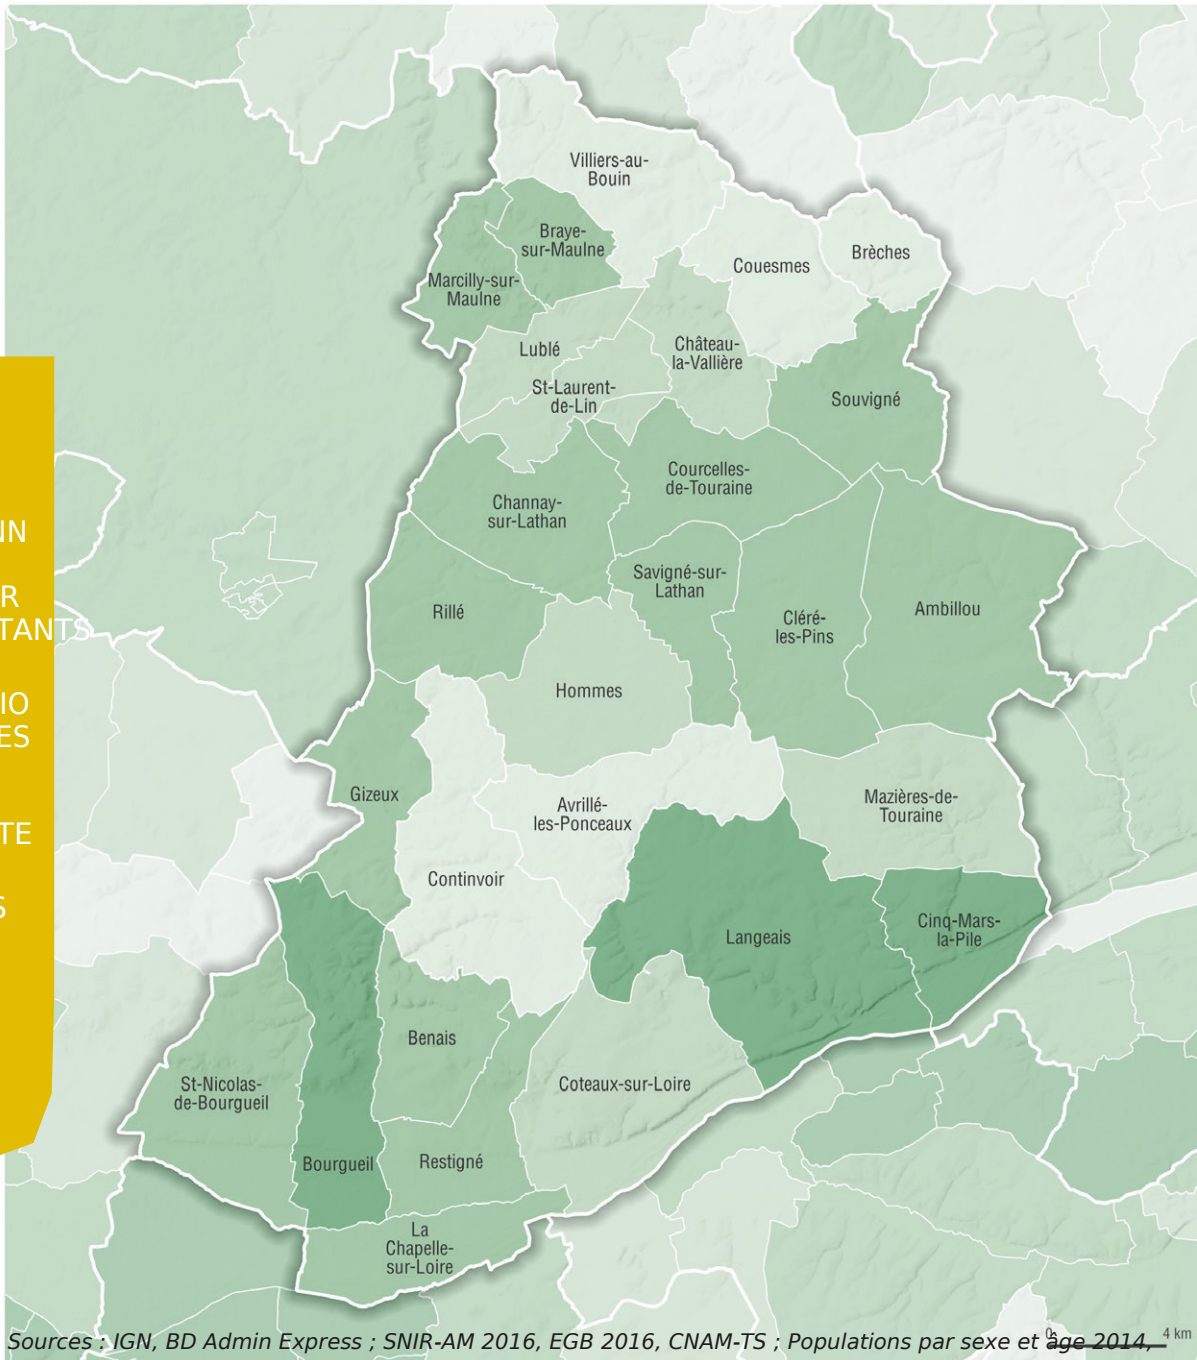 Villiers-au-
Bouin
Braye-
sur-Maulne
Brèches
Couesmes
Marcilly-sur-
Maulne
Lublé
Château-
la-Vallière
St-Laurent-
de-Lin
Souvigné
Courcelles-
de-Touraine
Channay-
sur-Lathan
Savigné-sur-
Lathan
Rillé
Cléré-
les-Pins
Ambillou
Hommes
Gizeux
Avrillé-
les-Ponceaux
Mazières-de-
Touraine
Continvoir
Langeais
Cinq-Mars-
la-Pile
Benais
St-Nicolas-
de-Bourgueil
Coteaux-sur-Loire
Bourgueil
Restigné
La
Chapelle-
sur-Loire
NN
R
TANTS
IO
ES
TE
S
0 4 km
Sources : IGN, BD Admin Express ; SNIR-AM 2016, EGB 2016, CNAM-TS ; Populations par sexe et âge 2014,